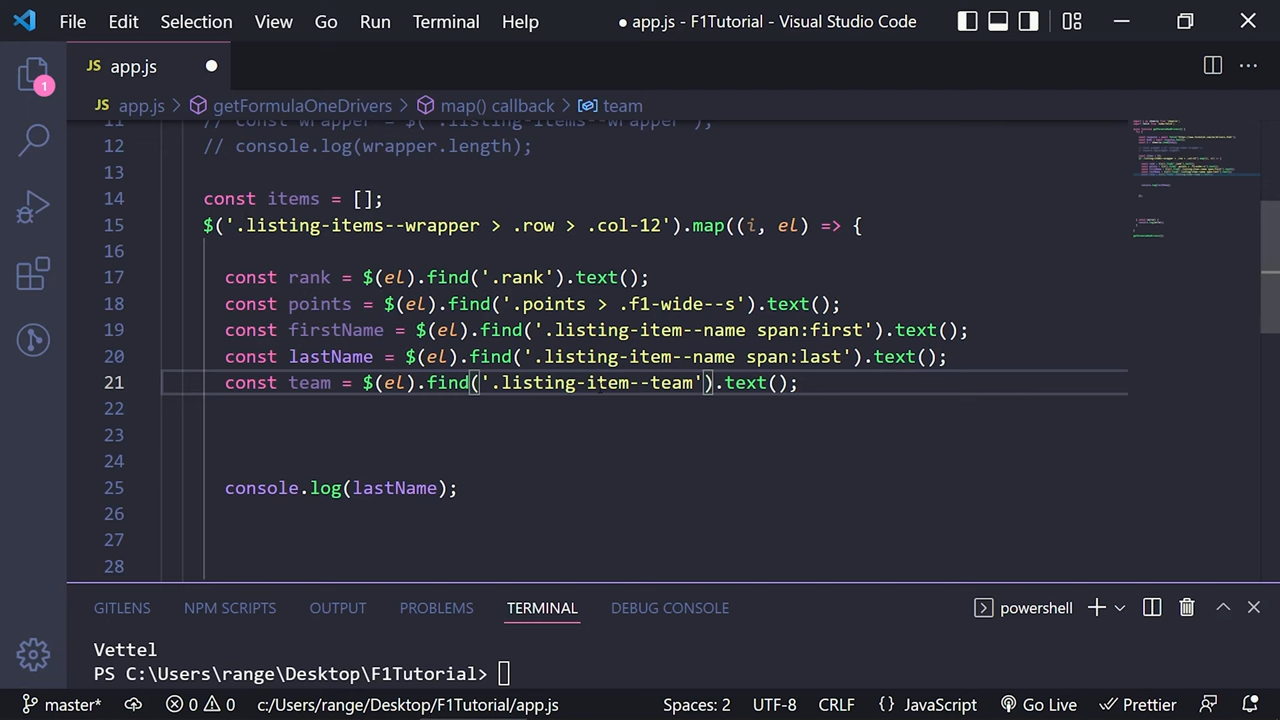 File Edit Selection View Go Run Terminal Help ● app.js - F1Tutorial - Visual Studio Code
1
JS app.js
JS app.js > getFormulaOneDrivers > map() callback > team
11 // const wrapper = $('.listing-items--wrapper');
12 // console.log(wrapper.length);
13
14 const items = [];
15 $('.listing-items--wrapper > .row > .col-12').map((i, el) => {
16
17 const rank = $(el).find('.rank').text();
18 const points = $(el).find('.points > .f1-wide--s').text();
19 const firstName = $(el).find('.listing-item--name span:first').text();
20 const lastName = $(el).find('.listing-item--name span:last').text();
21 const team = $(el).find('.listing-item--team').text();
22
23
24
25 console.log(lastName);
26
27
28
GITLENS NPM SCRIPTS OUTPUT PROBLEMS TERMINAL DEBUG CONSOLE powershell
Vettel
PS C:\Users\range\Desktop\F1Tutorial>
master* 0 0 c:/Users/range/Desktop/F1Tutorial/app.js Spaces: 2 UTF-8 CRLF {} JavaScript Go Live Prettier